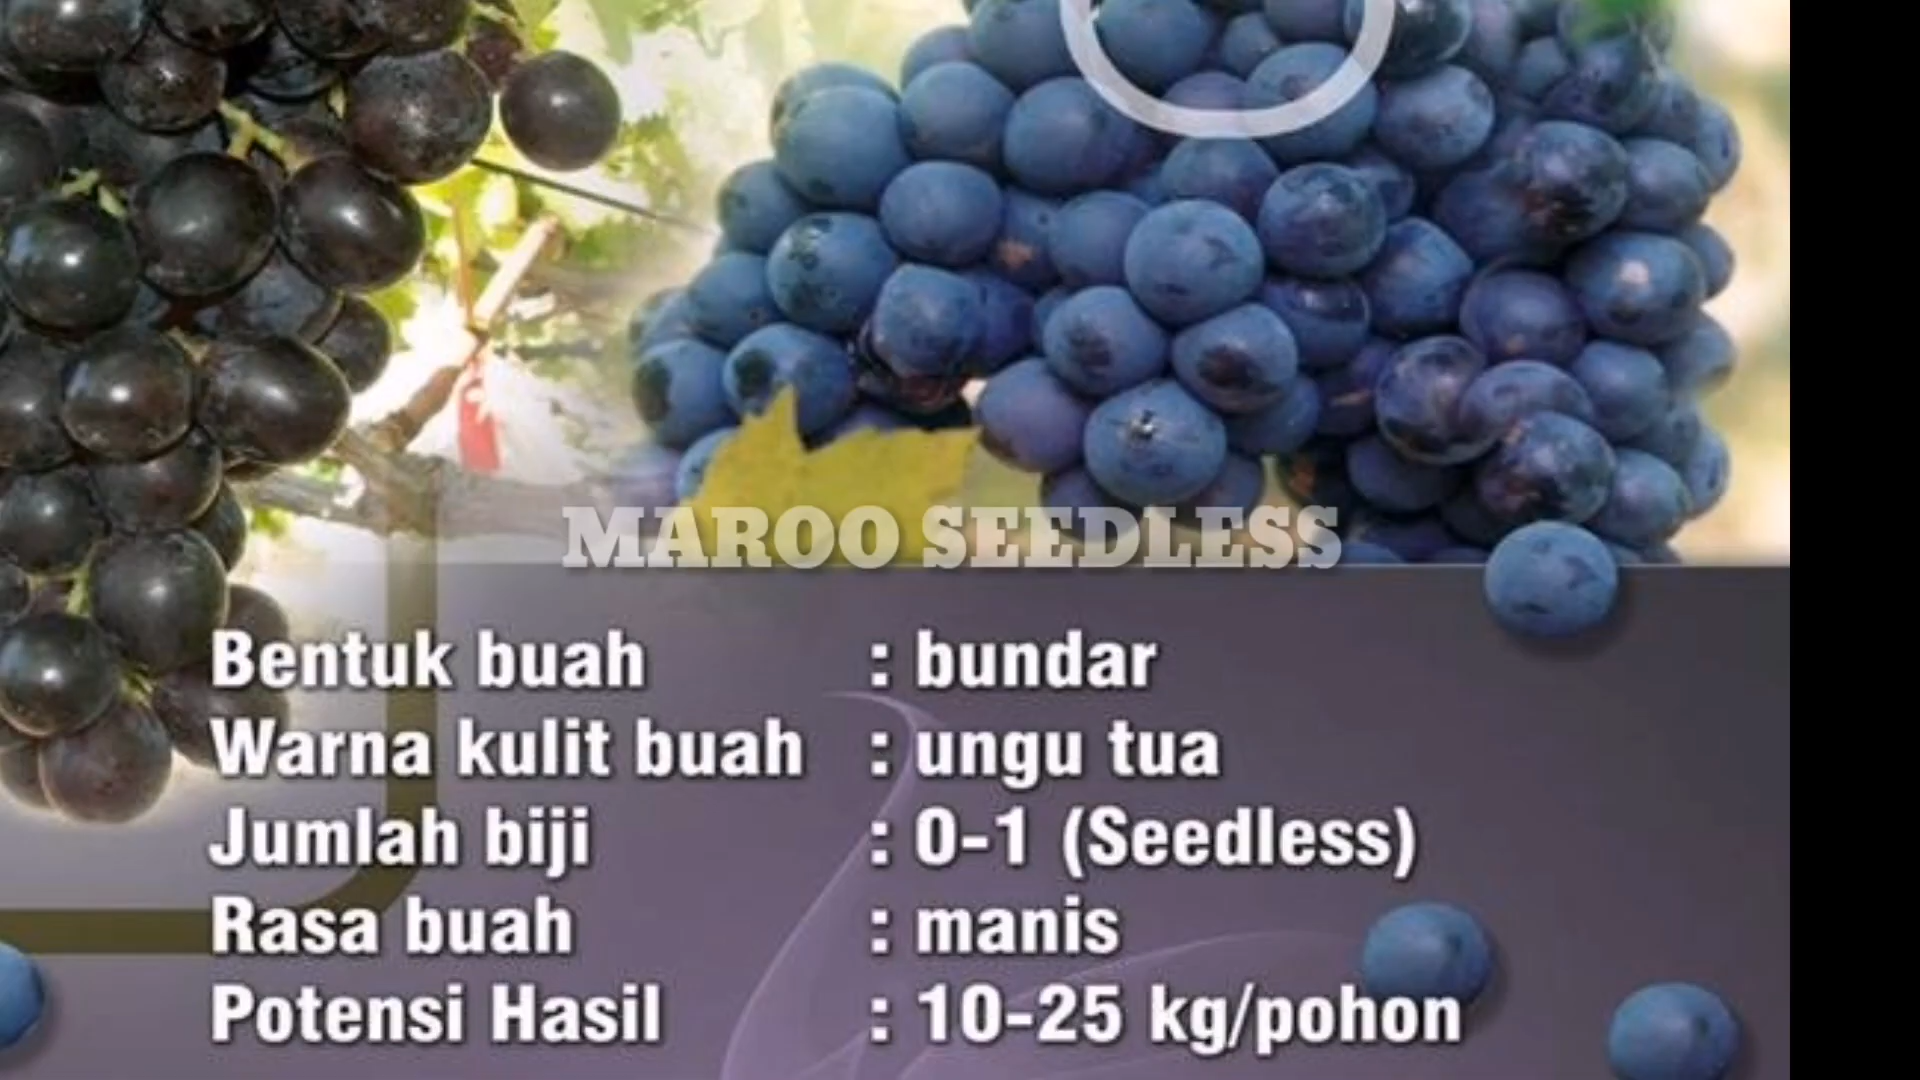 MAROO SEEDLESS
Bentuk buah : bundar
Warna kulit buah : ungu tua
Jumlah biji : 0-1 (Seedless)
Rasa buah : manis
Potensi Hasil : 10-25 kg/pohon